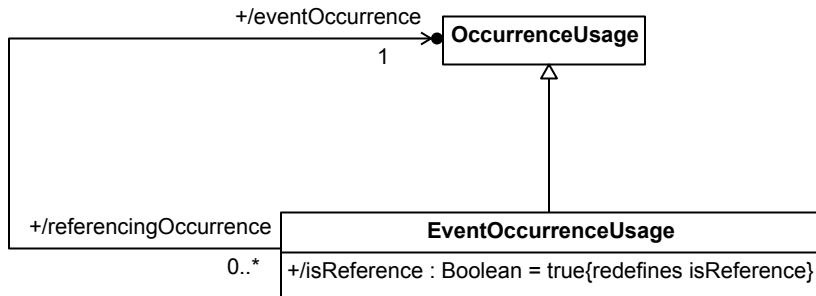 +/eventOccurrence
OccurrenceUsage
1
+/referencingOccurrence
EventOccurrenceUsage
0..*
+/isReference : Boolean = true{redefines isReference}